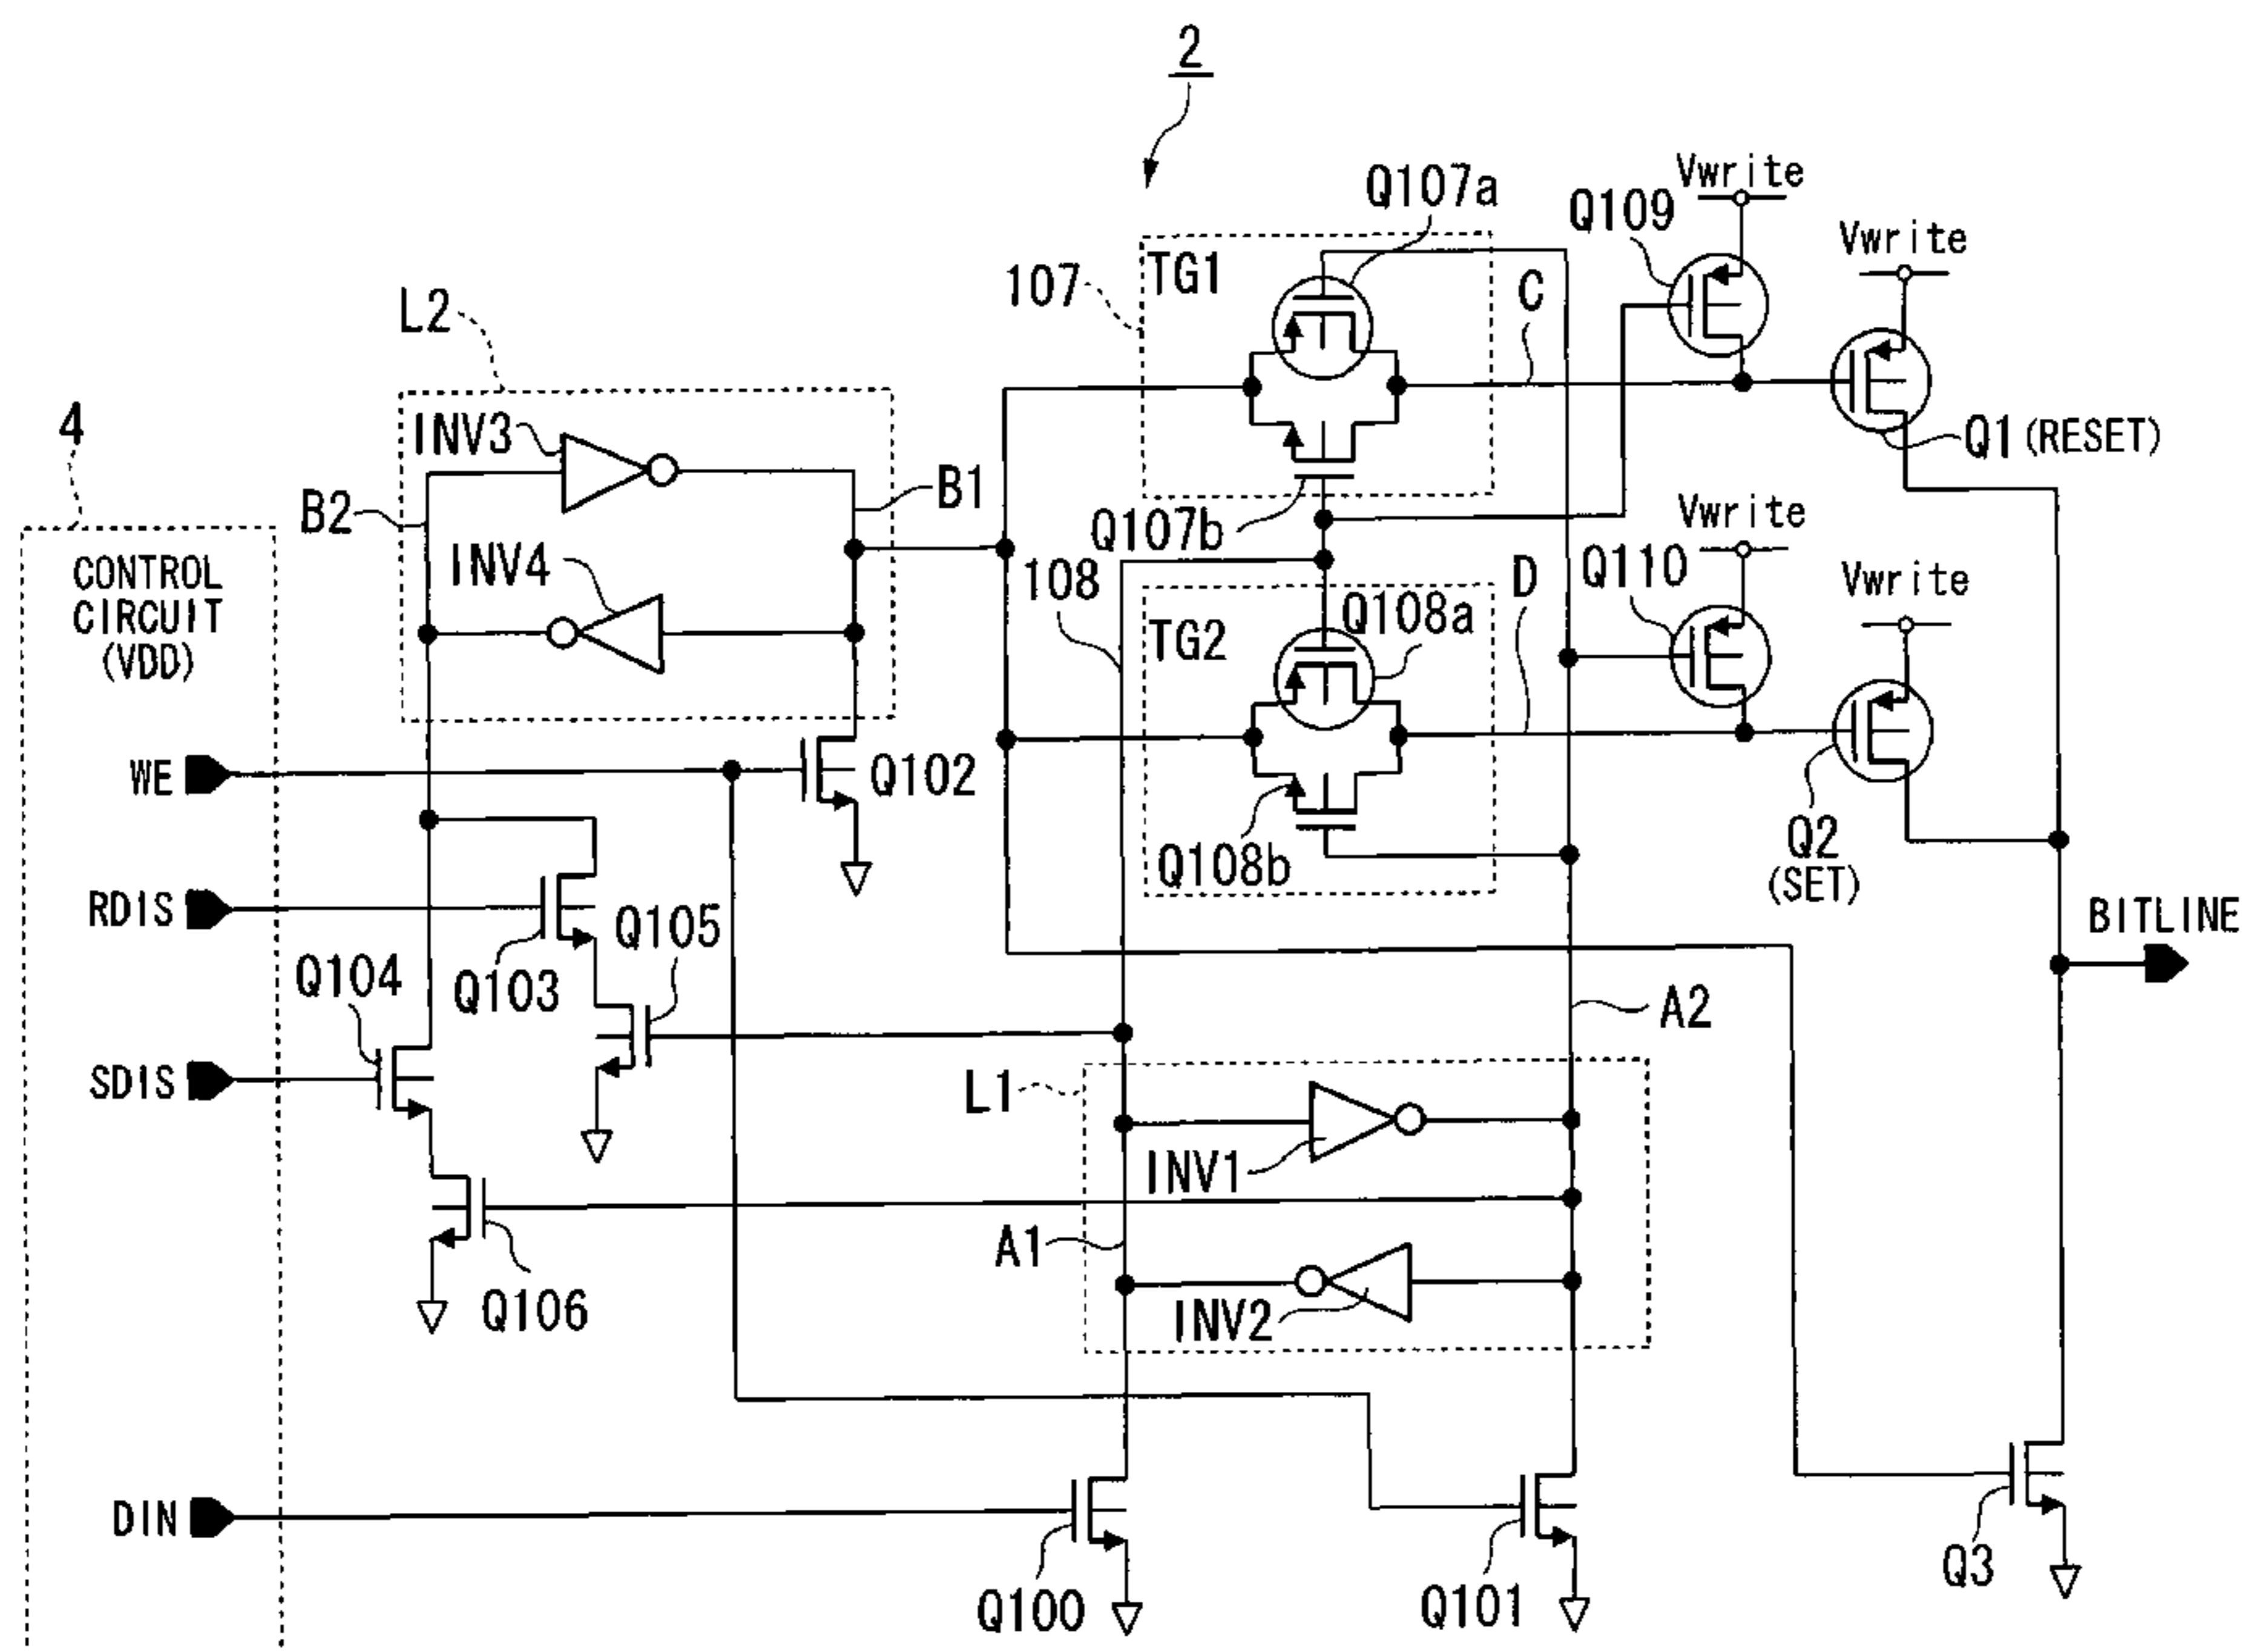 2
Vwrite
Q107a
Q109
Vwrite
TG1
107
C
L2
4
INV3
Q1 (RESET)
B1
B2
Vwrite
Q107b
INV4
108
D
Q110
CONTROL
CIRCUIT
(VDD)
Vwrite
Q108a
TG2
WE
Q102
Q2
(SET)
Q108b
RDIS
Q105
BITLINE
Q104
Q103
A2
SDIS
L1
INV1
A1
Q106
INV2
DIN
Q3
Q100
Q101